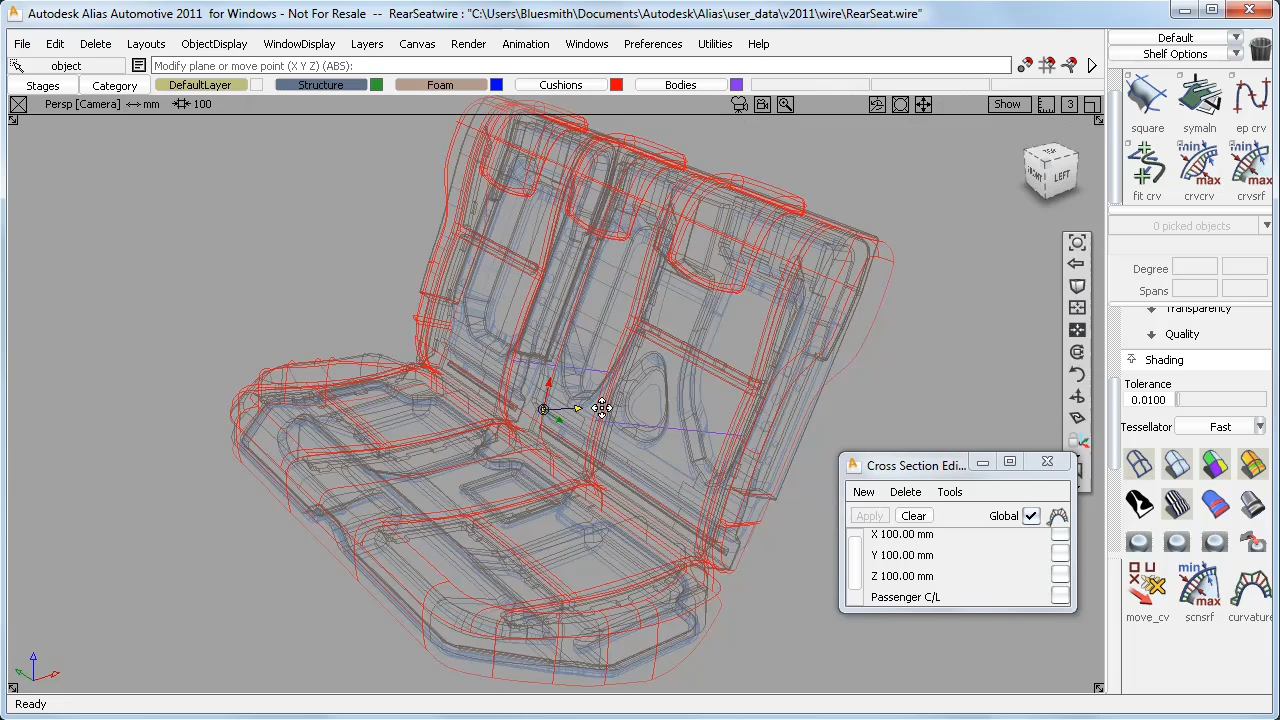 Autodesk Alias Automotive 2011 for Windows - Not For Resale -- RearSeatwire : "C:\Users\Bluesmith\Documents\Autodesk\Alias\user_data\v2011\wire\RearSeat.wire"
File Edit Delete Layouts ObjectDisplay WindowDisplay Layers Canvas Render Animation Windows Preferences Utilities Help
Default
Shelf Options
object
Modify plane or move point (X Y Z) (ABS):
Stages Category DefaultLayer Structure Foam Cushions Bodies
Persp [Camera] mm 100
Show
3
square symaln ep crv
min max min max
fit crv crvcrv crvsrf
0 picked objects
Degree
Spans
Transparency
Quality
Shading
Tolerance
0.0100
Tessellator Fast
TOP
FRONT LEFT
Cross Section Edi...
New Delete Tools
Apply Clear Global
X 100.00 mm
Y 100.00 mm
Z 100.00 mm
Passenger C/L
min max
move_cv scnsrf curvature
Ready